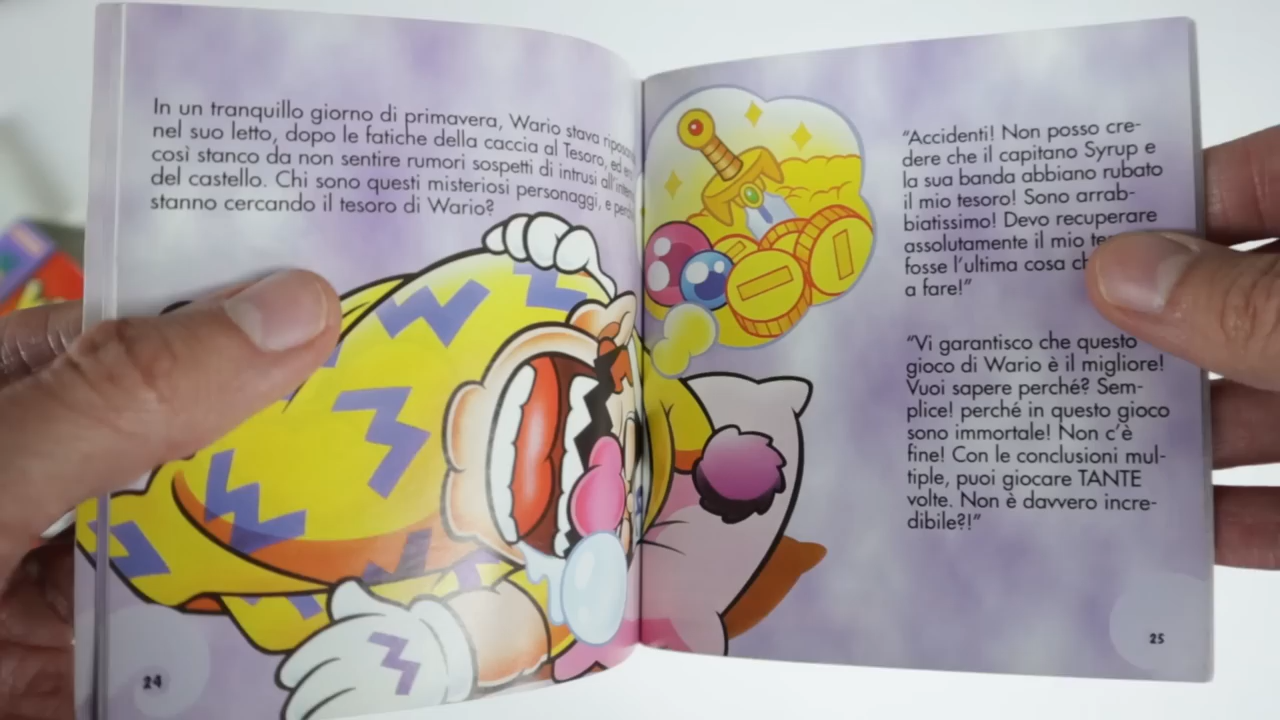 In un tranquillo giorno di primavera, Wario stava
nel suo letto, dopo le fatiche della caccia al Tesoro, ed
così stanco da non sentire rumori sospetti di intrusi
del castello. Chi sono questi misteriosi personaggi, e
stanno cercando il tesoro di Wario?
24
“Accidenti! Non posso cre-
dere che il capitano Syrup e
la sua banda abbiano rubato
il mio tesoro! Sono arrab-
biatissimo! Devo recuperare
assolutamente il mio
fosse l’ultima cosa
a fare!”
“Vi garantisco che questo
gioco di Wario è il migliore!
Vuoi sapere perché? Sem-
plice! perché in questo gioco
sono immortale! Non c’è
fine! Con le conclusioni mul-
tiple, puoi giocare TANTE
volte. Non è davvero incre-
dibile?!”
25